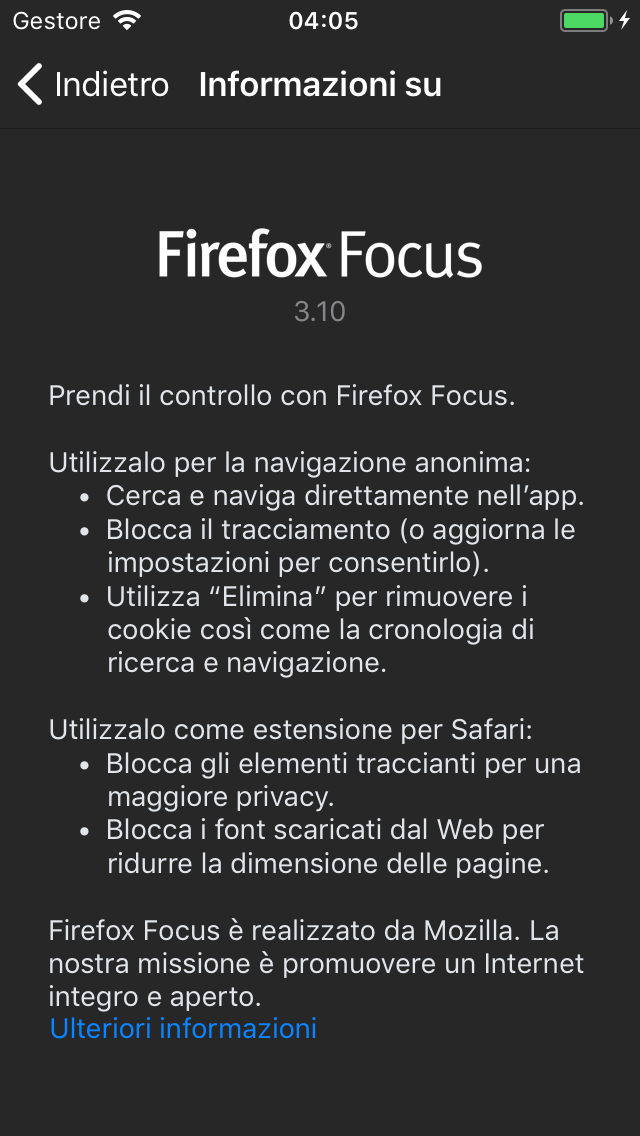 Gestore 04:05
Indietro Informazioni su
Firefox® Focus
3.10
Prendi il controllo con Firefox Focus.
Utilizzalo per la navigazione anonima:
• Cerca e naviga direttamente nell’app.
• Blocca il tracciamento (o aggiorna le
impostazioni per consentirlo).
• Utilizza “Elimina” per rimuovere i
cookie così come la cronologia di
ricerca e navigazione.
Utilizzalo come estensione per Safari:
• Blocca gli elementi traccianti per una
maggiore privacy.
• Blocca i font scaricati dal Web per
ridurre la dimensione delle pagine.
Firefox Focus è realizzato da Mozilla. La
nostra missione è promuovere un Internet
integro e aperto.
Ulteriori informazioni